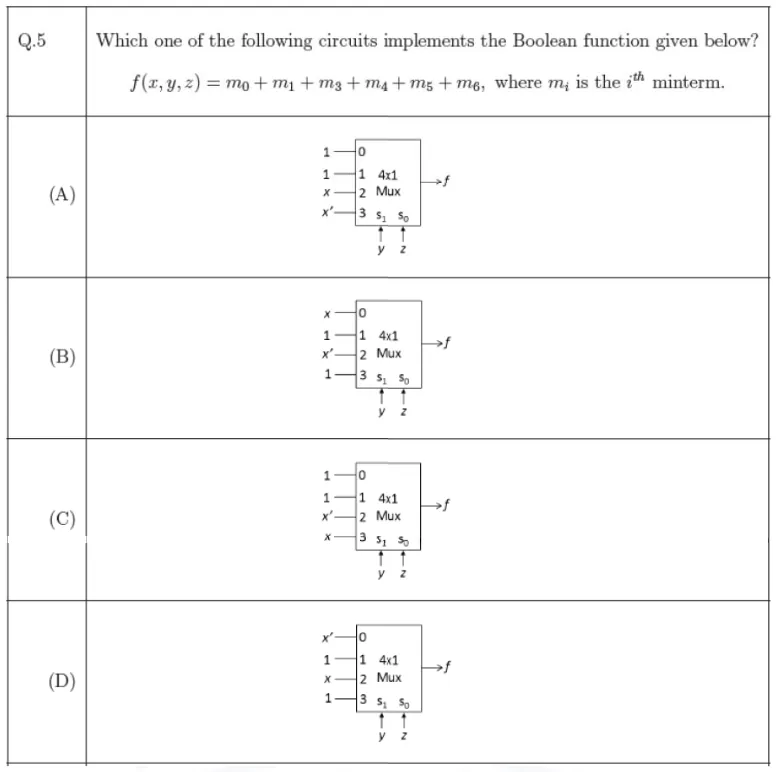 Q.5 Which one of the following circuits implements the Boolean function given below?
f(x, y, z) = m₀ + m₁ + m₃ + m₄ + m₅ + m₆, where mᵢ is the iᵗʰ minterm.
(A)
1 0
1 1 4x1
x 2 Mux
x′ 3 S₁ S₀
f
y z
(B)
x 0
1 1 4x1
x′ 2 Mux
1 3 S₁ S₀
f
y z
(C)
1 0
1 1 4x1
x′ 2 Mux
x 3 S₁ S₀
f
y z
(D)
x′ 0
1 1 4x1
x 2 Mux
1 3 S₁ S₀
f
y z